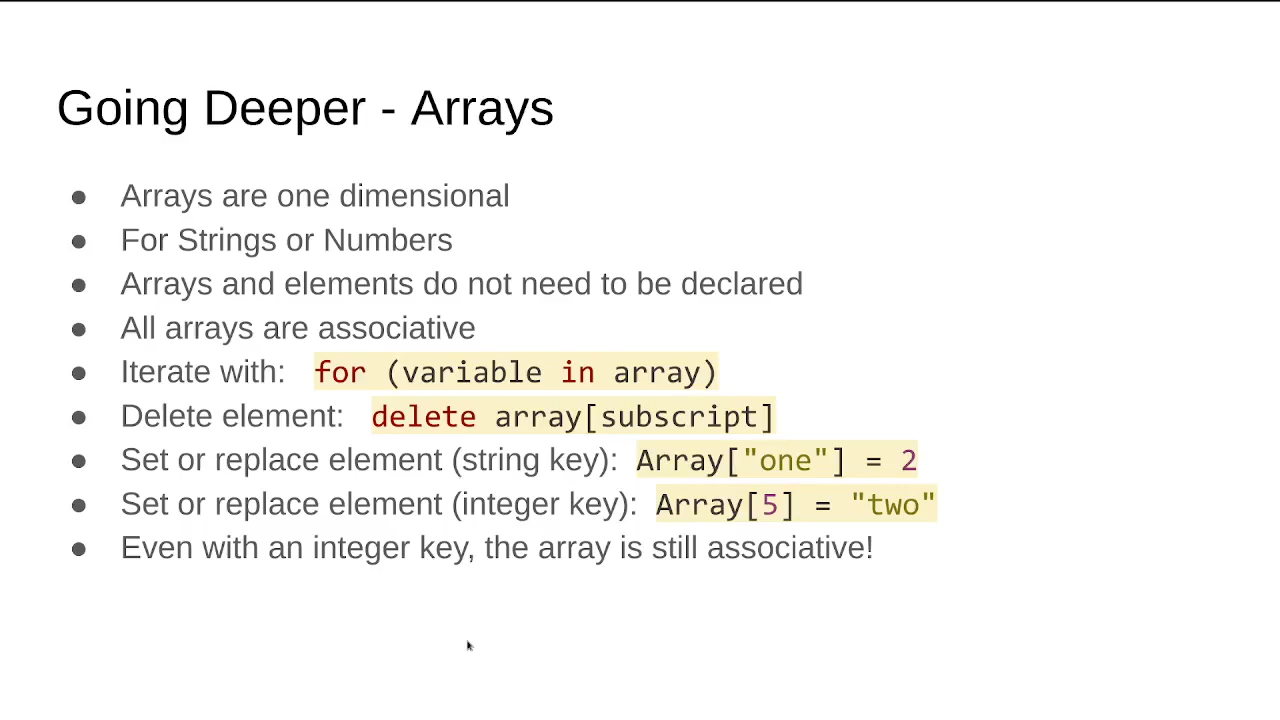 Going Deeper - Arrays
● Arrays are one dimensional
● For Strings or Numbers
● Arrays and elements do not need to be declared
● All arrays are associative
● Iterate with: for (variable in array)
● Delete element: delete array[subscript]
● Set or replace element (string key): Array["one"] = 2
● Set or replace element (integer key): Array[5] = "two"
● Even with an integer key, the array is still associative!